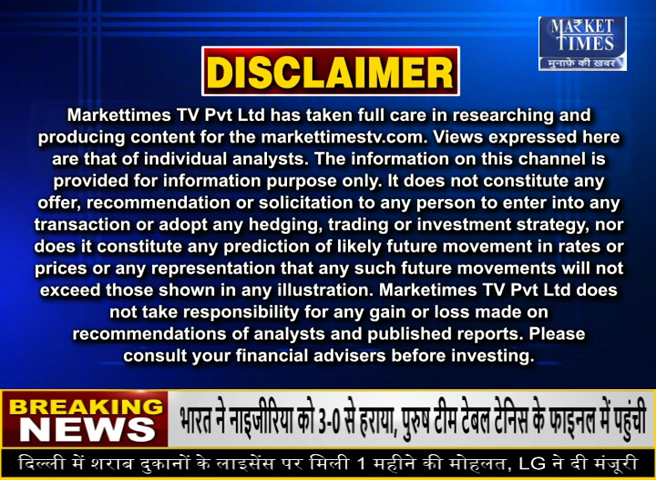 MARKET
TIMES
मुनाफे की ख़बर
DISCLAIMER
Markettimes TV Pvt Ltd has taken full care in researching and
producing content for the markettimestv.com. Views expressed here
are that of individual analysts. The information on this channel is
provided for information purpose only. It does not constitute any
offer, recommendation or solicitation to any person to enter into any
transaction or adopt any hedging, trading or investment strategy, nor
does it constitute any prediction of likely future movement in rates or
prices or any representation that any such future movements will not
exceed those shown in any illustration. Marketimes TV Pvt Ltd does
not take responsibility for any gain or loss made on
recommendations of analysts and published reports. Please
consult your financial advisers before investing.
BREAKING
NEWS
भारत ने नाइजीरिया को 3-0 से हराया, पुरुष टीम टेबल टेनिस के फाइनल में पहुंची
दिल्ली में शराब दुकानों के लाइसेंस पर मिली 1 महीने की मोहलत, LG ने दी मंजूरी